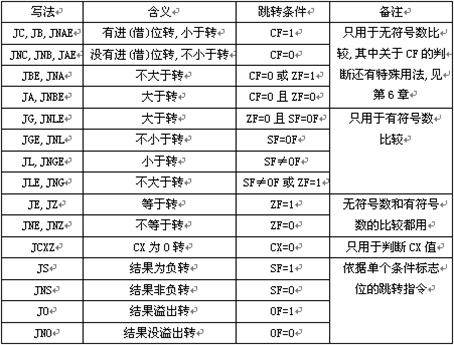 写法 含义 跳转条件 备注
JC, JB, JNAE 有进(借)位转, 小于转 CF=1 只用于无符号数比
JNC, JNB, JAE 没有进(借)位转, 不小于转 CF=0 较, 其中关于 CF 的判
JBE, JNA 不大于转 CF=0 或 ZF=1 断还有特殊用法, 见
JA, JNBE 大于转 CF=0 且 ZF=0 第 6 章
JG, JNLE 大于转 ZF=0 且 SF=OF 只用于有符号数
JGE, JNL 不小于转 SF=OF 比较
JL, JNGE 小于转 SF≠OF
JLE, JNG 不大于转 SF≠OF 或 ZF=1
JE, JZ 等于转 ZF=1 无符号数和有符号
JNE, JNZ 不等于转 ZF=0 数的比较都用
JCXZ CX 为 0 转 CX=0 只用于判断 CX 值
JS 结果为负转 SF=1 依据单个条件标志
JNS 结果非负转 SF=0 位的跳转指令
JO 结果溢出转 OF=1
JNO 结果没溢出转 OF=0